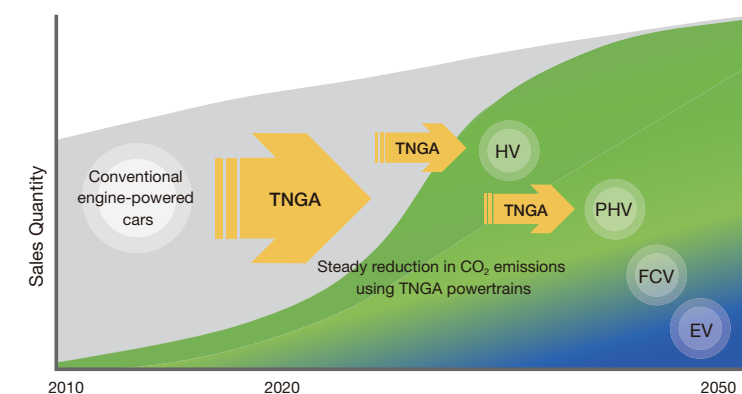 Sales Quantity
Conventional
engine-powered
cars
TNGA
TNGA
HV
TNGA
PHV
Steady reduction in CO₂ emissions
using TNGA powertrains
FCV
EV
2010
2020
2050